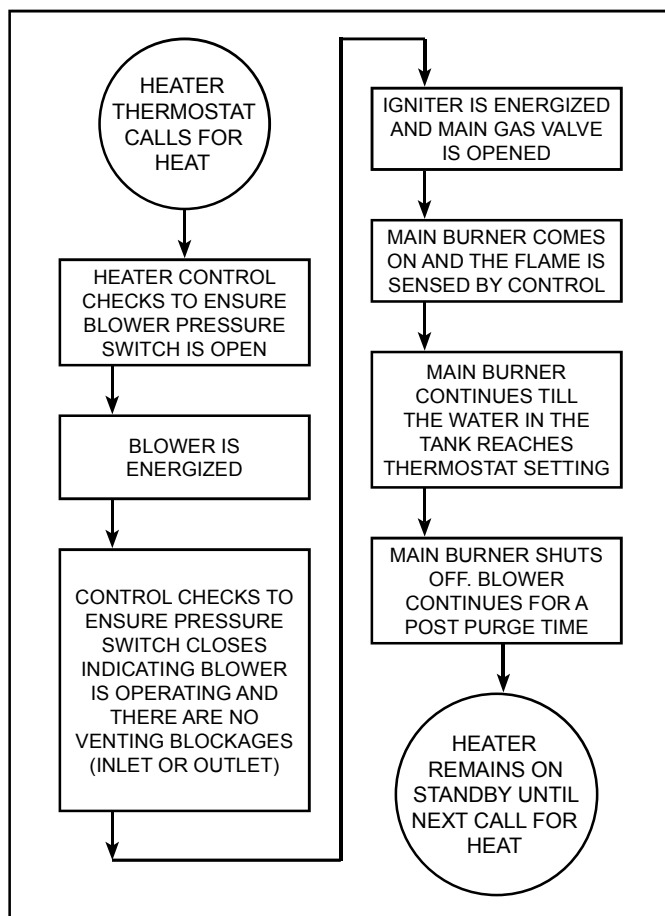 HEATER
THERMOSTAT
CALLS FOR
HEAT
HEATER CONTROL
CHECKS TO ENSURE
BLOWER PRESSURE
SWITCH IS OPEN
BLOWER IS
ENERGIZED
CONTROL CHECKS TO
ENSURE PRESSURE
SWITCH CLOSES
INDICATING BLOWER
IS OPERATING AND
THERE ARE NO
VENTING BLOCKAGES
(INLET OR OUTLET)
IGNITER IS ENERGIZED
AND MAIN GAS VALVE
IS OPENED
MAIN BURNER COMES
ON AND THE FLAME IS
SENSED BY CONTROL
MAIN BURNER
CONTINUES TILL
THE WATER IN THE
TANK REACHES
THERMOSTAT SETTING
MAIN BURNER SHUTS
OFF. BLOWER
CONTINUES FOR A
POST PURGE TIME
HEATER
REMAINS ON
STANDBY UNTIL
NEXT CALL FOR
HEAT